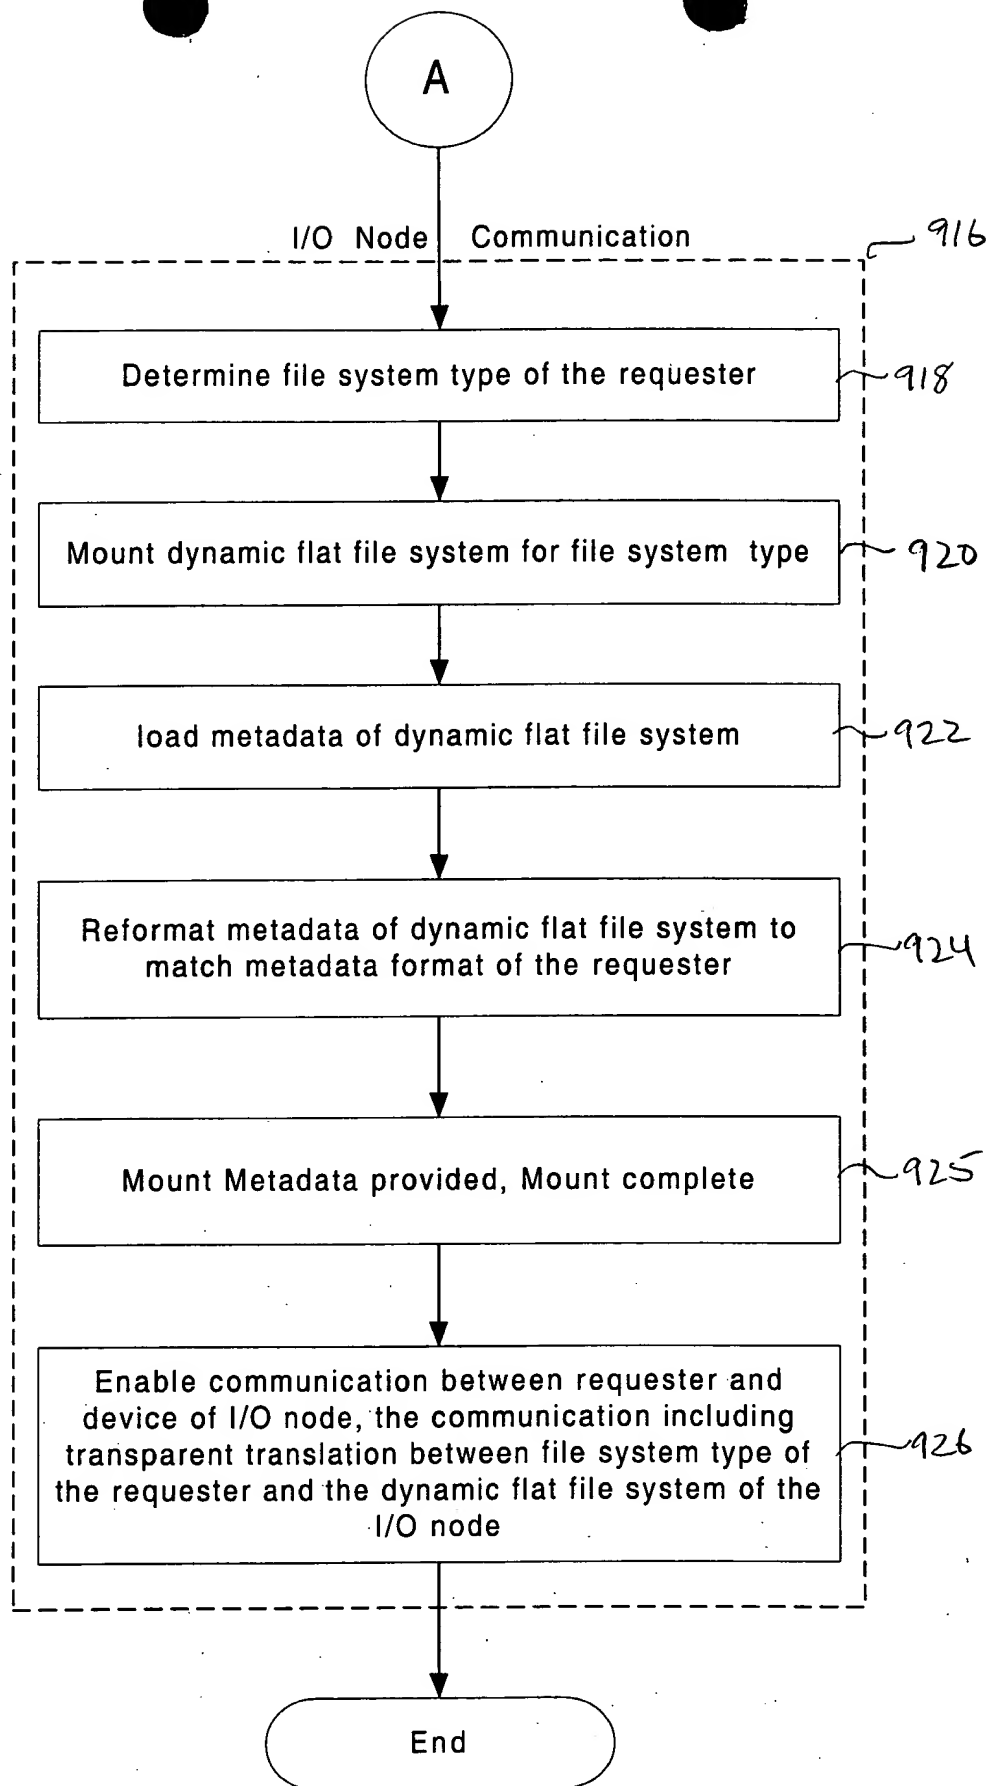 A
I/O Node Communication
916
Determine file system type of the requester
918
Mount dynamic flat file system for file system type
920
load metadata of dynamic flat file system
922
Reformat metadata of dynamic flat file system to
match metadata format of the requester
924
Mount Metadata provided, Mount complete
925
Enable communication between requester and
device of I/O node, the communication including
transparent translation between file system type of
the requester and the dynamic flat file system of the
I/O node
926
End